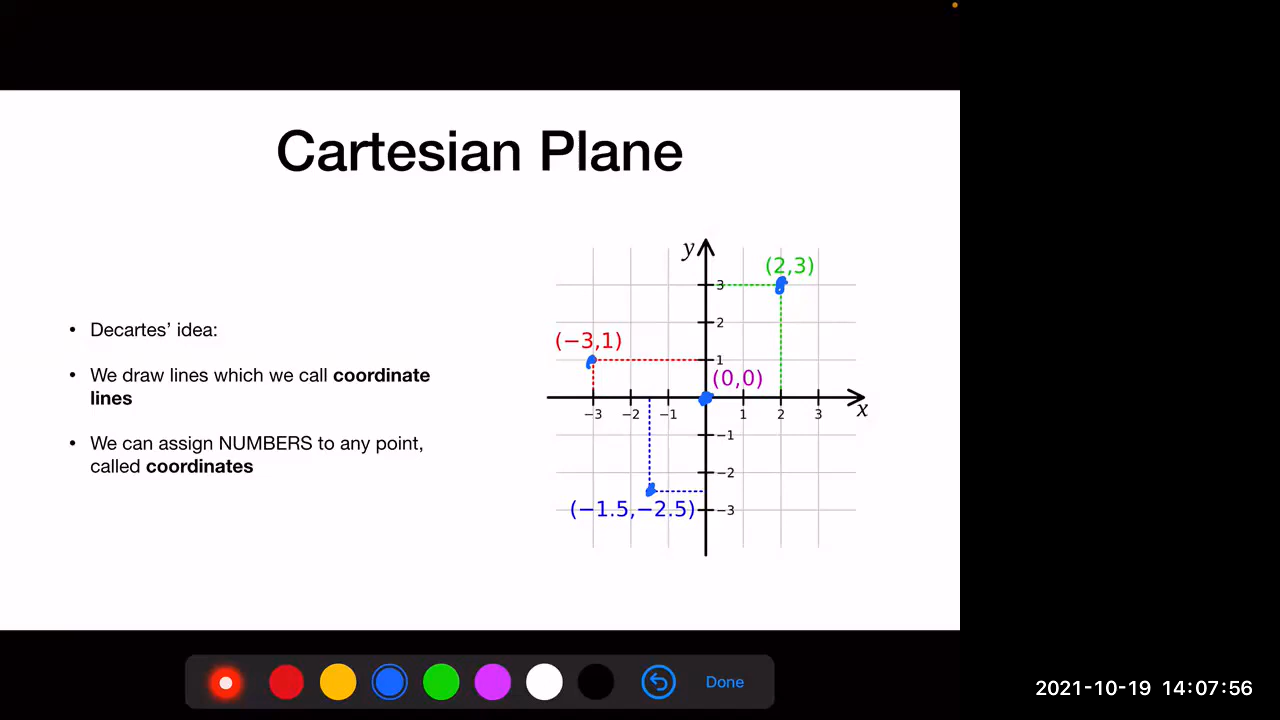 Cartesian Plane
• Decartes’ idea:
• We draw lines which we call coordinate
lines
• We can assign NUMBERS to any point,
called coordinates
y
(2,3)
3
2
(−3,1)
1
(0,0)
−3 −2 −1 1 2 3 x
−1
−2
(−1.5,−2.5)
−3
Done
2021-10-19 14:07:56